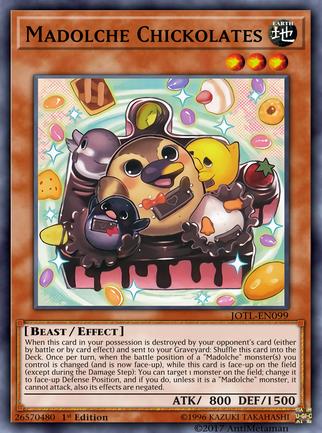 MADOLCHE CHICKOLATES
EARTH
地
JOTL-EN099
[BEAST / EFFECT]
When this card in your possession is destroyed by your opponent's card (either
by battle or by card effect) and sent to your Graveyard: Shuffle this card into the
Deck. Once per turn, when the battle position of a "Madolche" monster(s) you
control is changed (and is now face-up), while this card is face-up on the field
(except during the Damage Step): You can target 1 monster on the field; change it
to face-up Defense Position, and if you do, unless it is a "Madolche" monster, it
cannot attack, also its effects are negated.
ATK/ 800 DEF/1500
26570480 1st Edition ©1996 KAZUKI TAKAHASHI
©2017 AntiMetaman